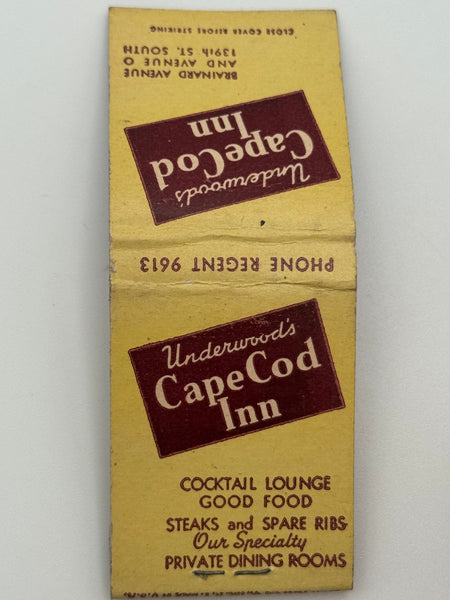 CLOSE COVER BEFORE STRIKING
BRAINARD AVENUE
AND AVENUE O
139th ST. SOUTH
Underwood's
CapeCod
Inn
PHONE REGENT 9613
Underwood's
CapeCod
Inn
COCKTAIL LOUNGE
GOOD FOOD
STEAKS and SPARE RIBS
Our Specialty
PRIVATE DINING ROOMS